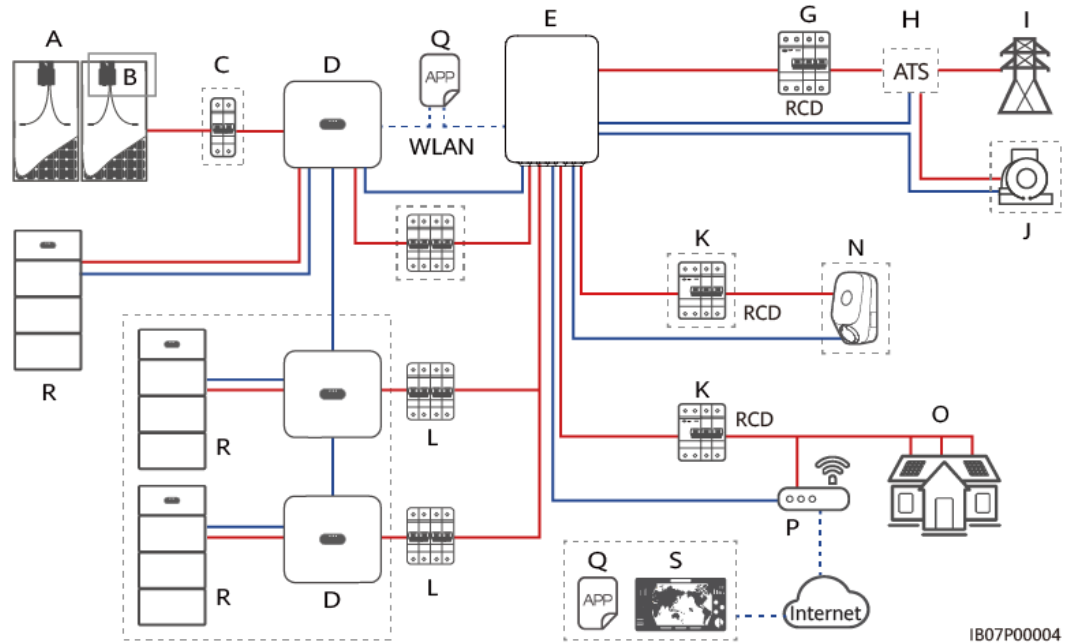 A
B
C
D
Q
APP
WLAN
E
G
RCD
H
ATS
I
J
K
RCD
N
R
R
L
K
RCD
O
R
D
L
P
Q
APP
S
Internet
IB07P00004